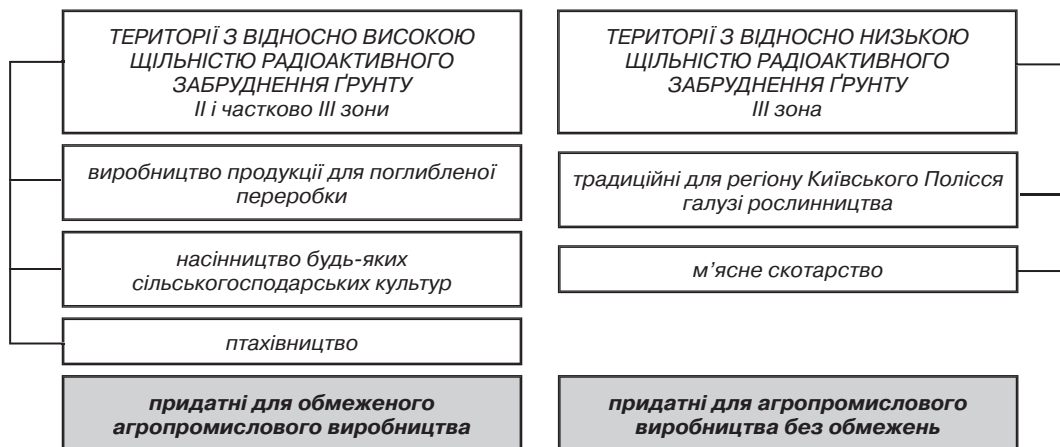 ТЕРИТОРІЇ З ВІДНОСНО ВИСОКОЮ
ЩІЛЬНІСТЮ РАДІОАКТИВНОГО
ЗАБРУДНЕННЯ ҐРУНТУ
ІІ і частково ІІІ зони
виробництво продукції для поглибленої
переробки
насінництво будь-яких
сільськогосподарських культур
птахівництво
придатні для обмеженого
агропромислового виробництва
ТЕРИТОРІЇ З ВІДНОСНО НИЗЬКОЮ
ЩІЛЬНІСТЮ РАДІОАКТИВНОГО
ЗАБРУДНЕННЯ ҐРУНТУ
ІІІ зона
традиційні для регіону Київського Полісся
галузі рослинництва
м’ясне скотарство
придатні для агропромислового
виробництва без обмежень